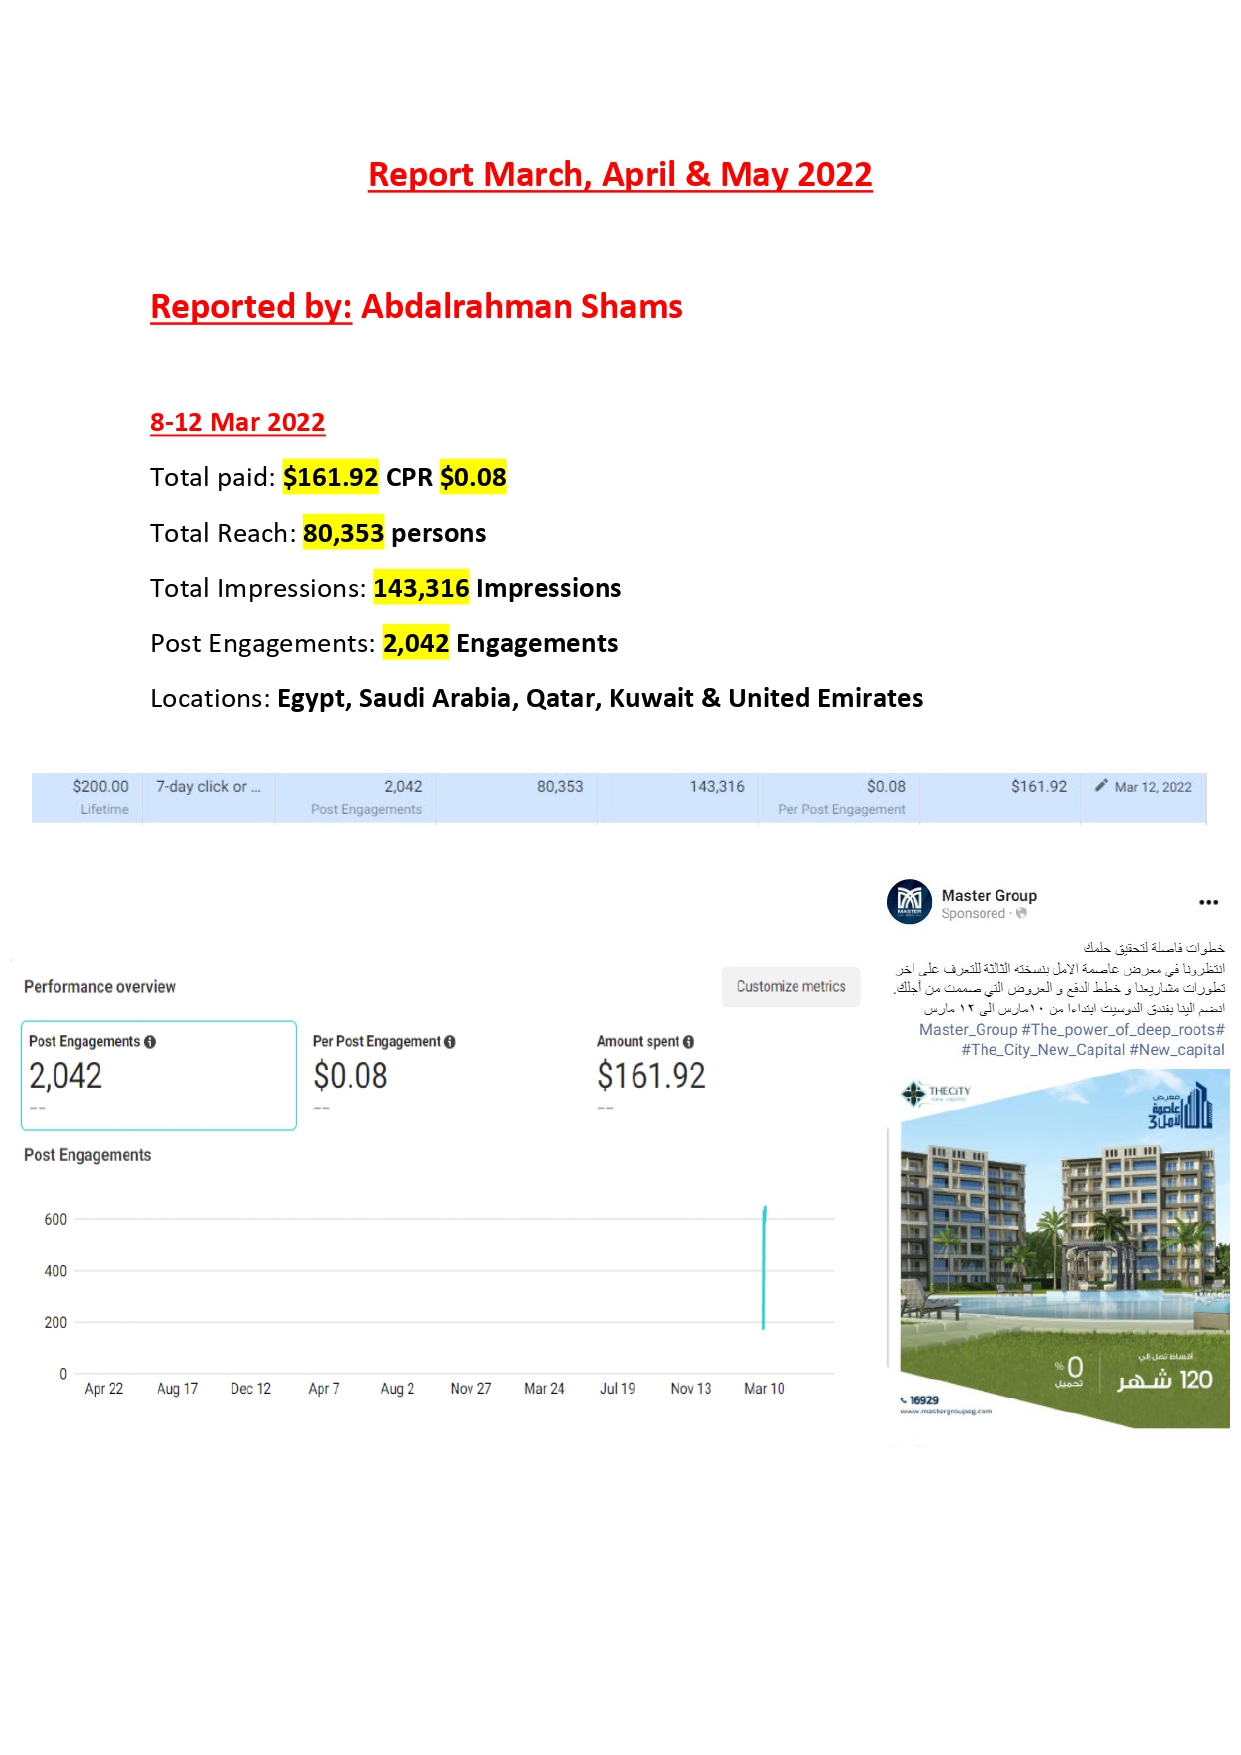 Report March, April & May 2022
Reported by: Abdalrahman Shams
8-12 Mar 2022
Total paid: $161.92 CPR $0.08
Total Reach: 80,353 persons
Total Impressions: 143,316 Impressions
Post Engagements: 2,042 Engagements
Locations: Egypt, Saudi Arabia, Qatar, Kuwait & United Emirates
$200.00 7-day click or ... 2,042 80,353 143,316 $0.08 $161.92 Mar 12, 2022
Lifetime Post Engagements Per Post Engagement
Performance overview
Customize metrics
Post Engagements
2,042
--
Per Post Engagement
$0.08
--
Amount spent
$161.92
--
Post Engagements
600
400
200
0
Apr 22 Aug 17 Dec 12 Apr 7 Aug 2 Nov 27 Mar 24 Jul 19 Nov 13 Mar 10
MASTER
Master Group
Sponsored
خطوات فاصلة لتحقيق حلمك
انتظرونا في معرض عاصمة الامل بنسخته الثالثة للتعرف على اخر
تطورات مشاريعنا و خطط الدفع و العروض التي صممت من أجلك.
انضم الينا بفندق الدوسيت ابتداءا من ١٠مارس الى ١٢ مارس
Master_Group #The_power_of_deep_roots#
#The_City_New_Capital #New_capital
THECITY
new capital
معرض
عاصمة
الأمل3
%0
تحميل
أقساط تصل إلي
120 شهر
16929
www.mastergroupeg.com